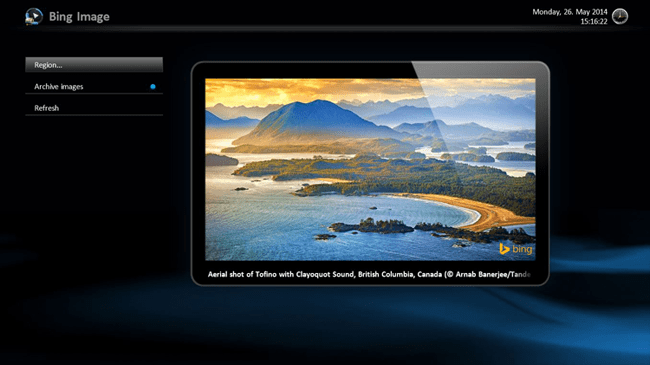 Bing Image
Monday, 26. May 2014
15:16:22
Region...
Archive images
Refresh
bing
Aerial shot of Tofino with Clayoquot Sound, British Columbia, Canada (© Arnab Banerjee/Tande